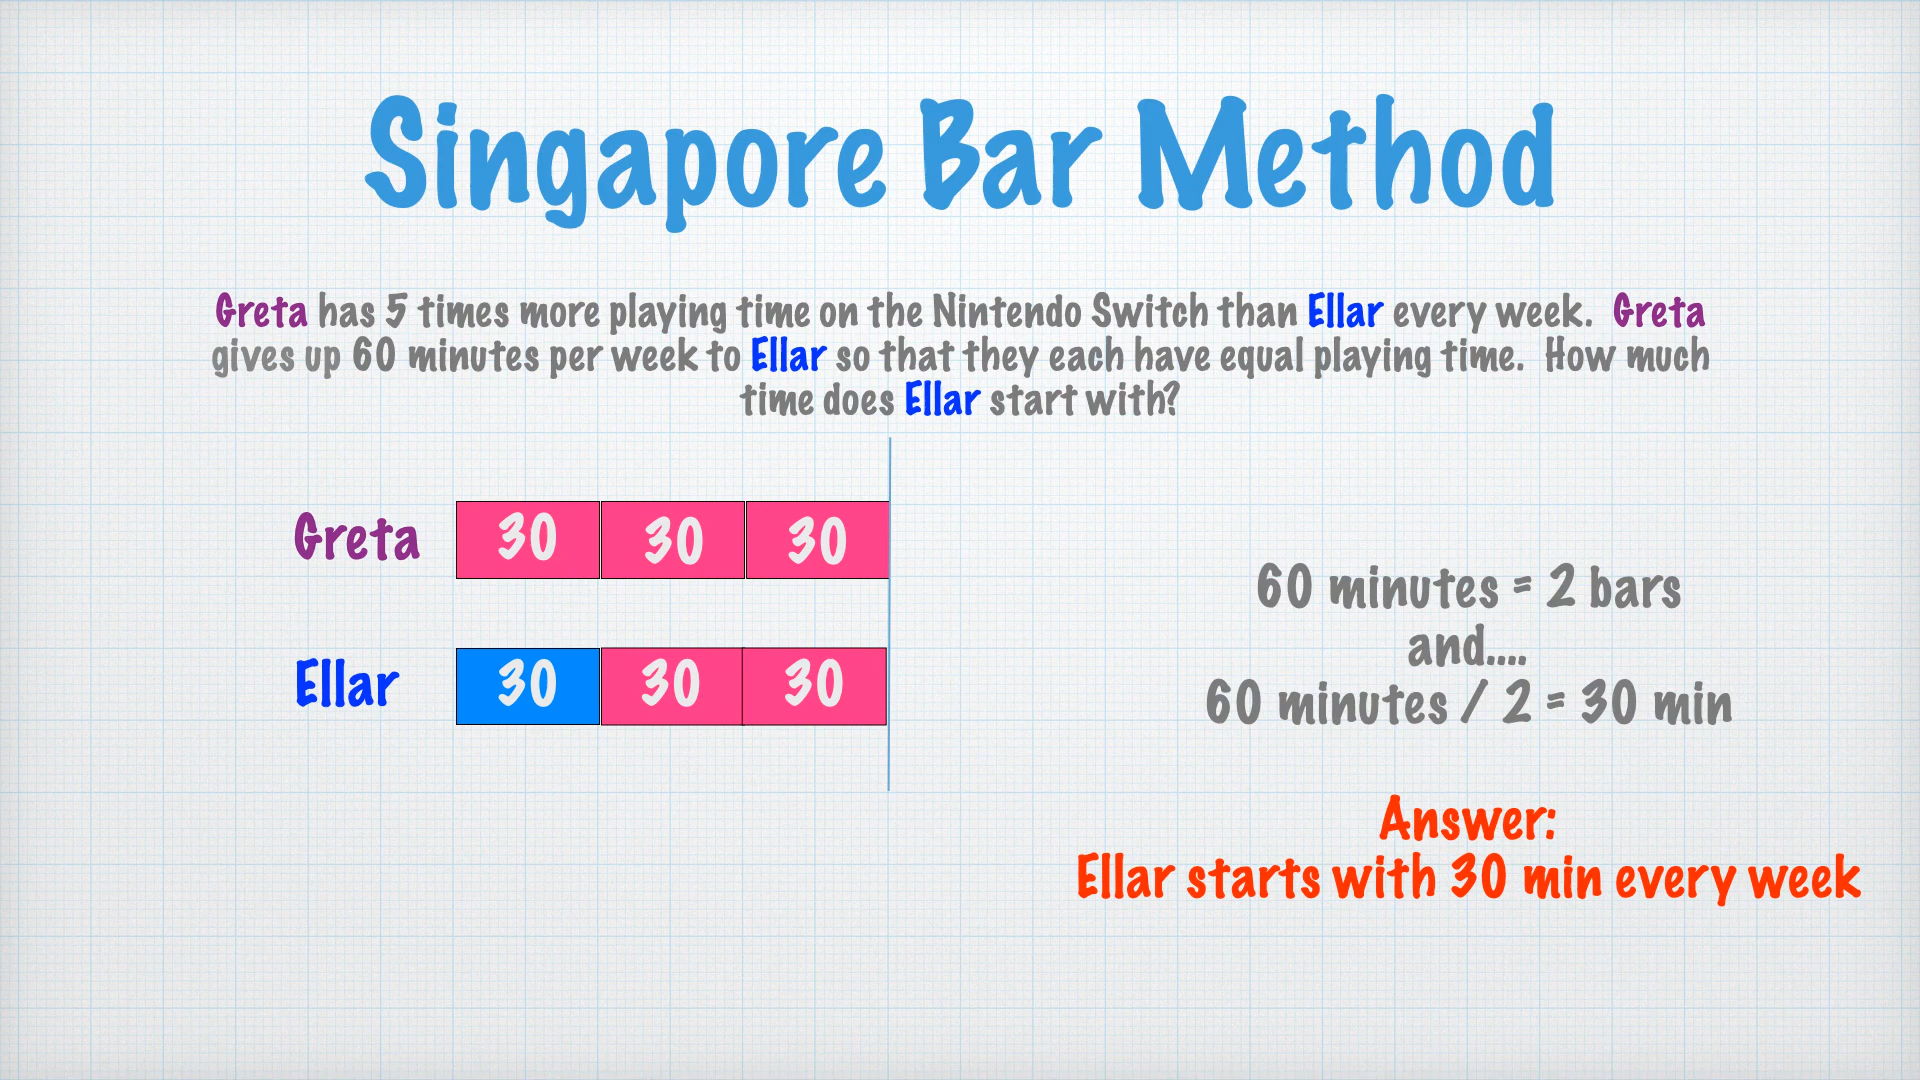 Singapore Bar Method
Greta has 5 times more playing time on the Nintendo Switch than Ellar every week. Greta
gives up 60 minutes per week to Ellar so that they each have equal playing time. How much
time does Ellar start with?
Greta 30 30 30
Ellar 30 30 30
60 minutes = 2 bars
and....
60 minutes / 2 = 30 min
Answer:
Ellar starts with 30 min every week